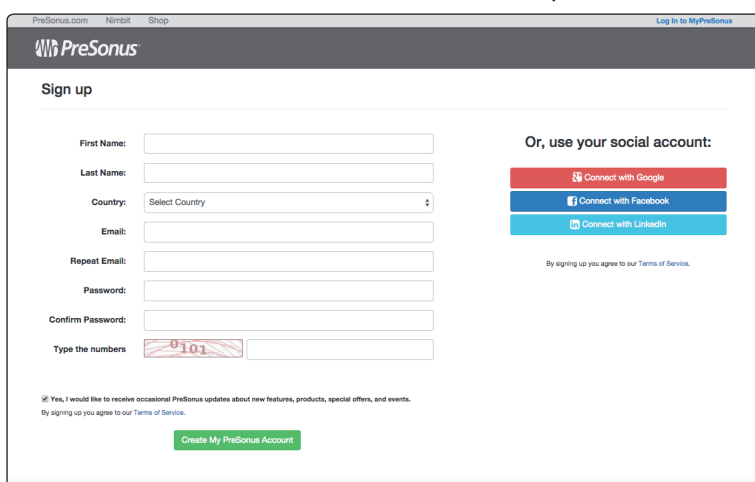 PreSonus.com Nimbit Shop Log In to MyPreSonus
PreSonus
Sign up
First Name:
Last Name:
Country: Select Country
Email:
Repeat Email:
Password:
Confirm Password:
Type the numbers 0101
Or, use your social account:
Connect with Google
Connect with Facebook
Connect with LinkedIn
By signing up you agree to our Terms of Service.
Yes, I would like to receive occasional PreSonus updates about new features, products, special offers, and events.
By signing up you agree to our Terms of Service.
Create My PreSonus Account